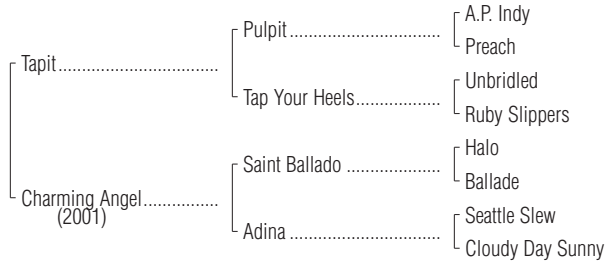 A.P. Indy
Pulpit......................................
Preach
Tapit........................................
Unbridled
Tap Your Heels.....................
Ruby Slippers
Halo
Saint Ballado .......................
Ballade
Charming Angel...................
(2001)
Seattle Slew
Adina ......................................
Cloudy Day Sunny